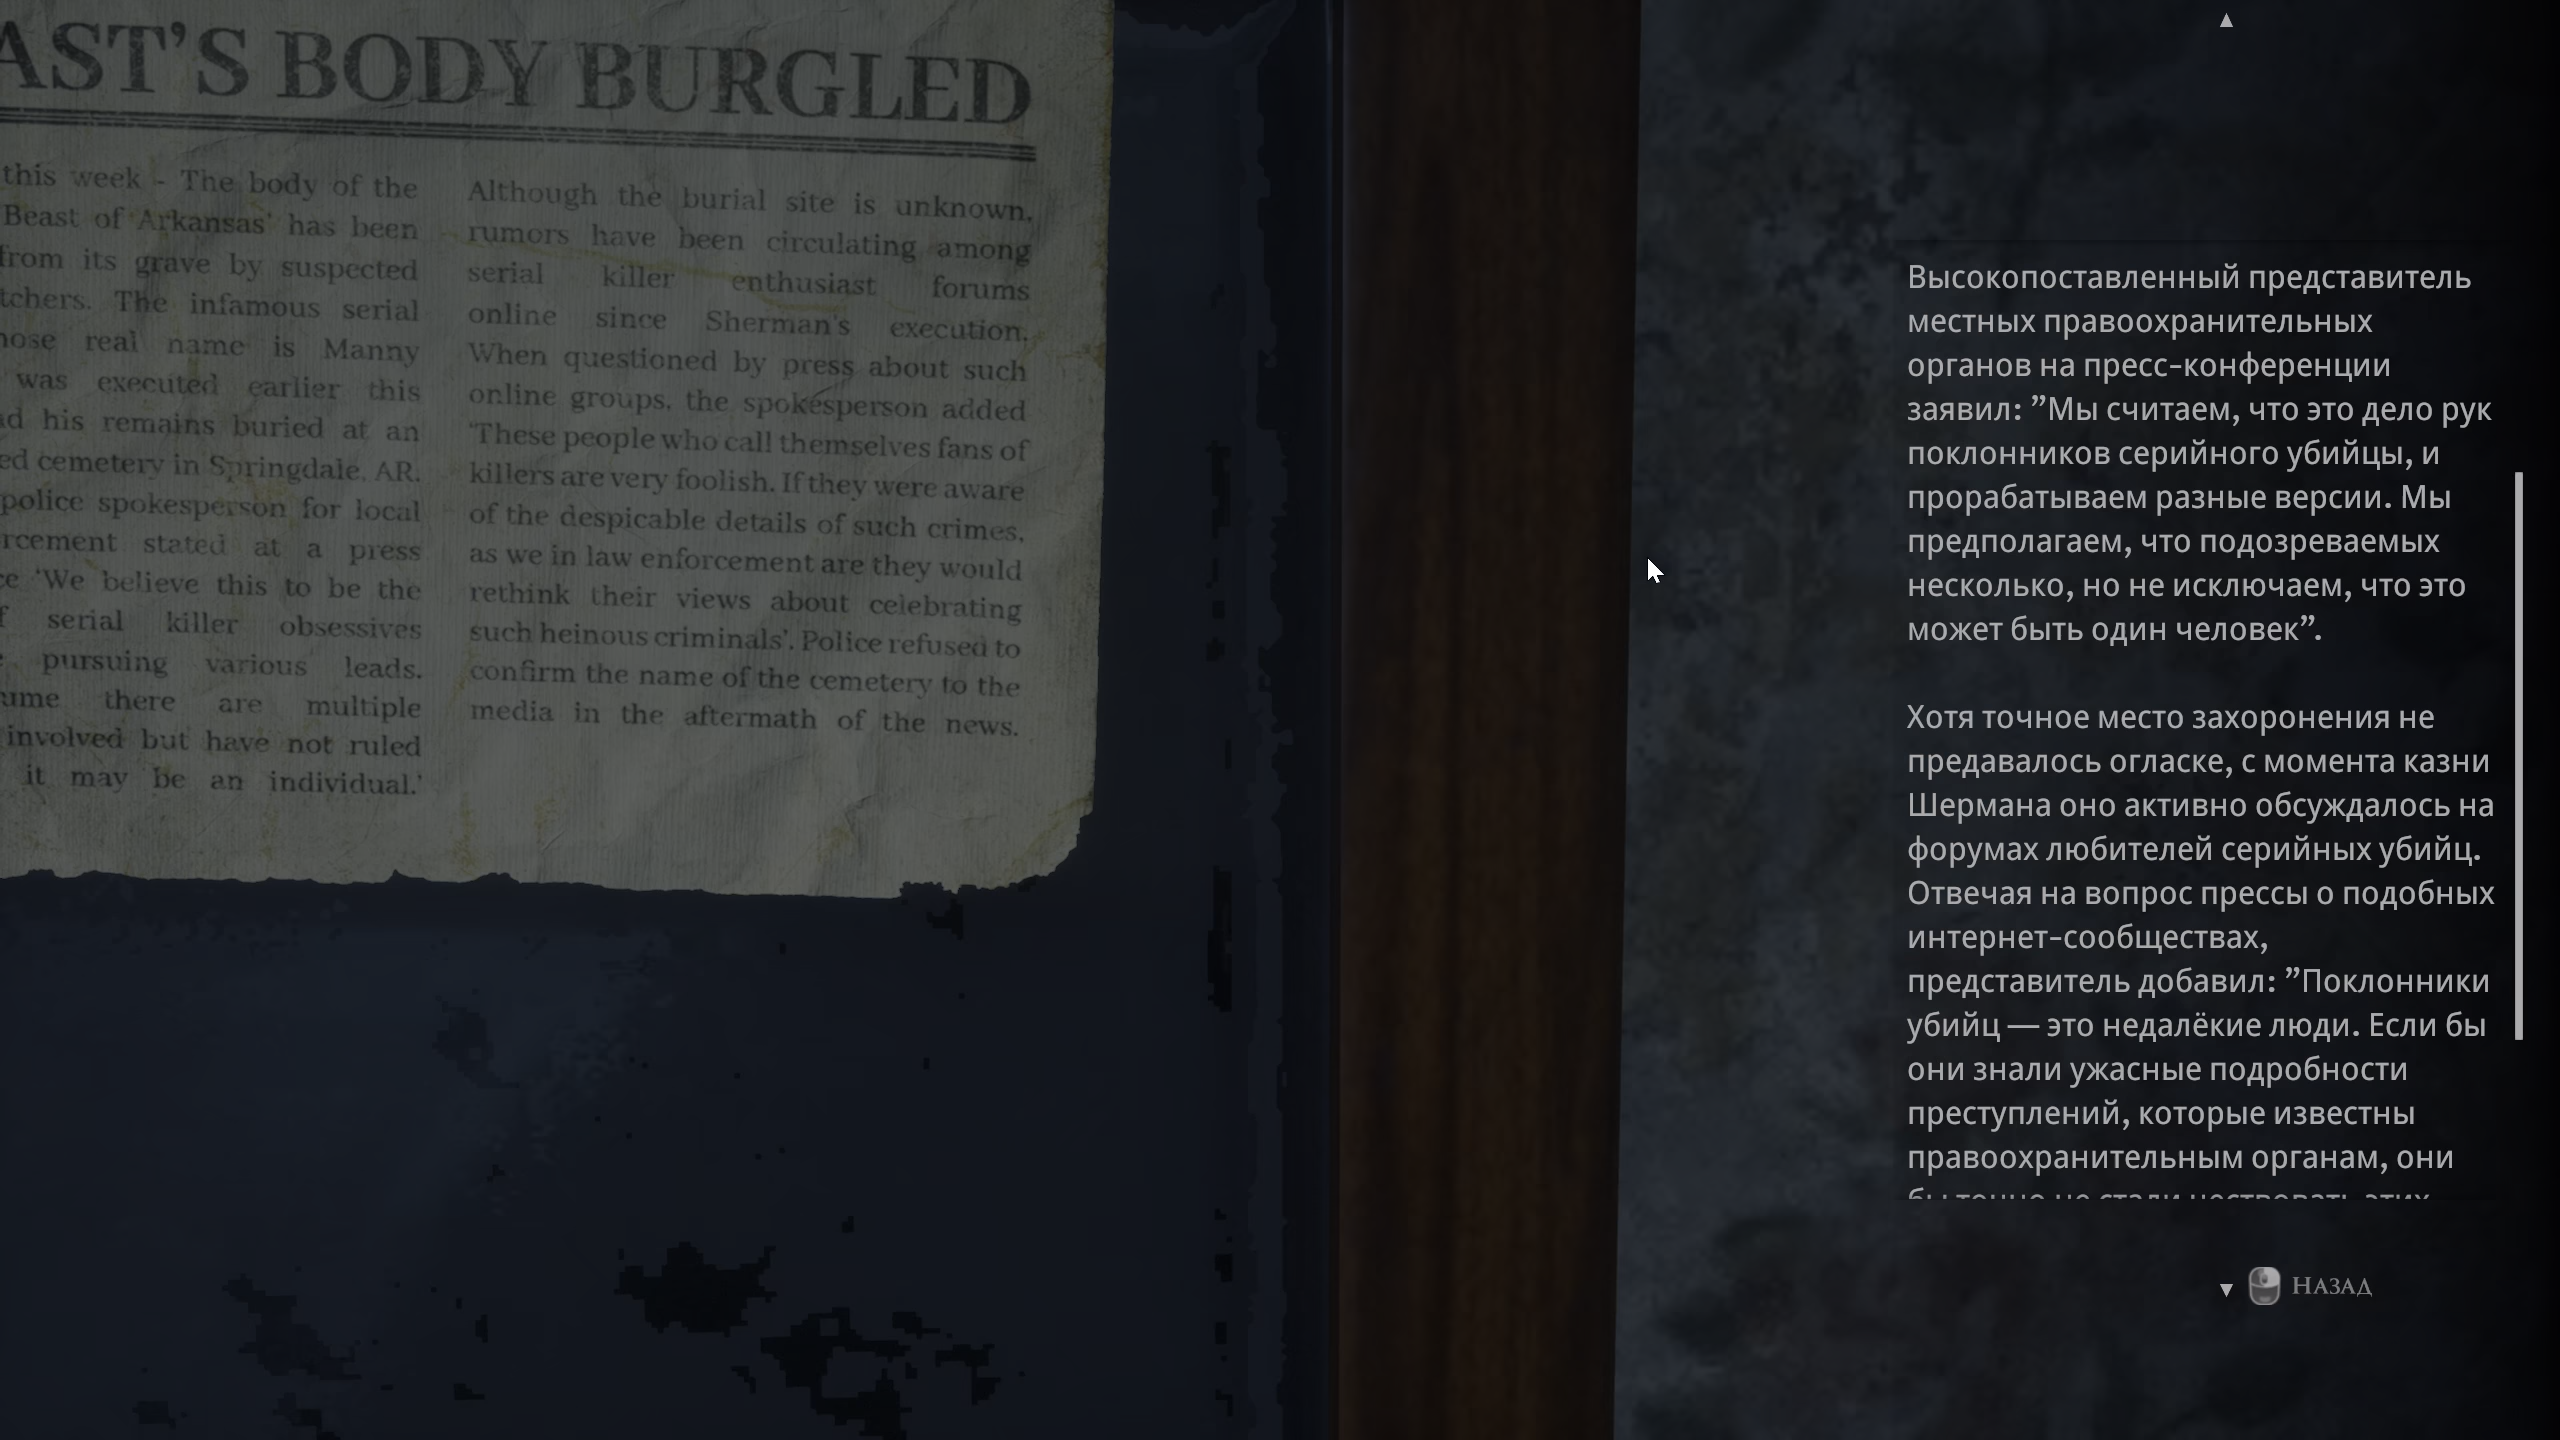 AST'S BODY BURGLED
this week - The body of the
Beast of Arkansas' has been
from its grave by suspected
tchers. The infamous serial
hose real name is Manny
was executed earlier this
nd his remains buried at an
ed cemetery in Springdale, AR.
police spokesperson for local
rcement stated at a press
ce 'We believe this to be the
f serial killer obsessives
pursuing various leads.
ume there are multiple
involved but have not ruled
it may be an individual.'
Although the burial site is unknown,
rumors have been circulating among
serial killer enthusiast forums
online since Sherman's execution.
When questioned by press about such
online groups, the spokesperson added
'These people who call themselves fans of
killers are very foolish. If they were aware
of the despicable details of such crimes,
as we in law enforcement are they would
rethink their views about celebrating
such heinous criminals'. Police refused to
confirm the name of the cemetery to the
media in the aftermath of the news.
Высокопоставленный представитель
местных правоохранительных
органов на пресс-конференции
заявил: ”Мы считаем, что это дело рук
поклонников серийного убийцы, и
прорабатываем разные версии. Мы
предполагаем, что подозреваемых
несколько, но не исключаем, что это
может быть один человек”.
Хотя точное место захоронения не
предавалось огласке, с момента казни
Шермана оно активно обсуждалось на
форумах любителей серийных убийц.
Отвечая на вопрос прессы о подобных
интернет-сообществах,
представитель добавил: ”Поклонники
убийц — это недалёкие люди. Если бы
они знали ужасные подробности
преступлений, которые известны
правоохранительным органам, они
бы точно не стали чествовать этих
НАЗАД